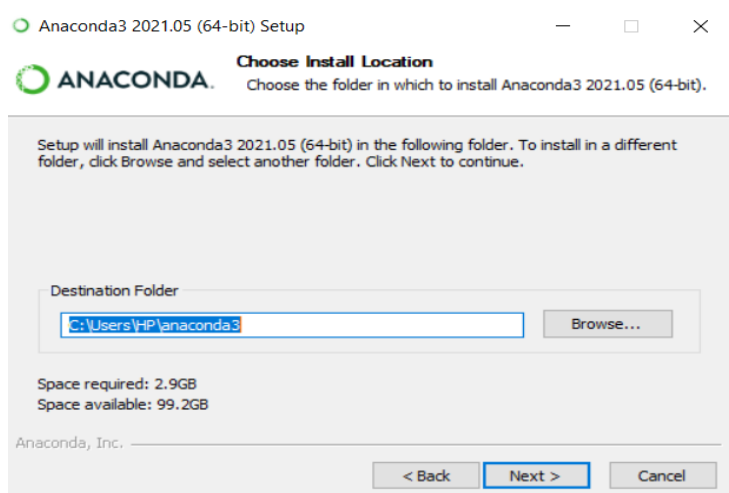 Anaconda3 2021.05 (64-bit) Setup
ANACONDA.
Choose Install Location
Choose the folder in which to install Anaconda3 2021.05 (64-bit).
Setup will install Anaconda3 2021.05 (64-bit) in the following folder. To install in a different
folder, click Browse and select another folder. Click Next to continue.
Destination Folder
C:\Users\HP\anaconda3
Browse...
Space required: 2.9GB
Space available: 99.2GB
Anaconda, Inc.
< Back
Next >
Cancel